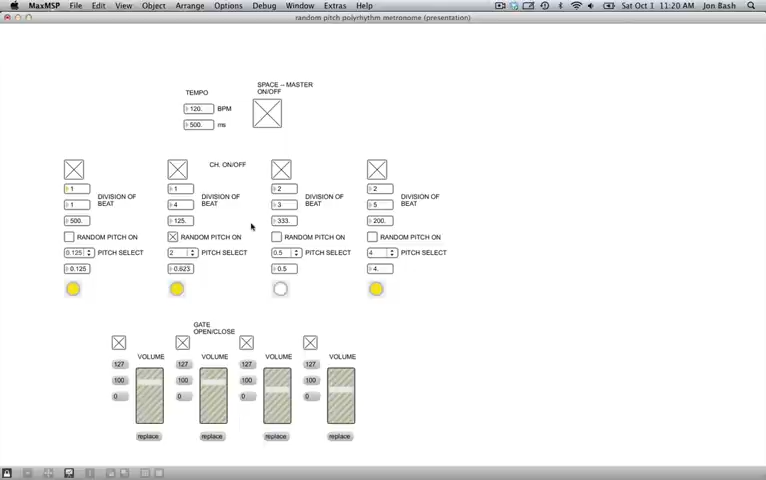 MaxMSP File Edit View Object Arrange Options Debug Window Extras Help Sat Oct 1 11:20 AM Jon Bash
random pitch polyrhythm metronome (presentation)
SPACE -- MASTER
ON/OFF
TEMPO
120. BPM
500. ms
CH. ON/OFF
1 1 2 2
DIVISION OF DIVISION OF DIVISION OF DIVISION OF
BEAT BEAT BEAT BEAT
1 4 3 5
500. 125. 333. 200.
RANDOM PITCH ON RANDOM PITCH ON RANDOM PITCH ON RANDOM PITCH ON
0.125 PITCH SELECT 2 PITCH SELECT 0.5 PITCH SELECT 4 PITCH SELECT
0.125 0.823 0.5 4.
GATE
OPEN/CLOSE
VOLUME VOLUME VOLUME VOLUME
127 127 127 127
100 100 100 100
0 0 0 0
replace replace replace replace